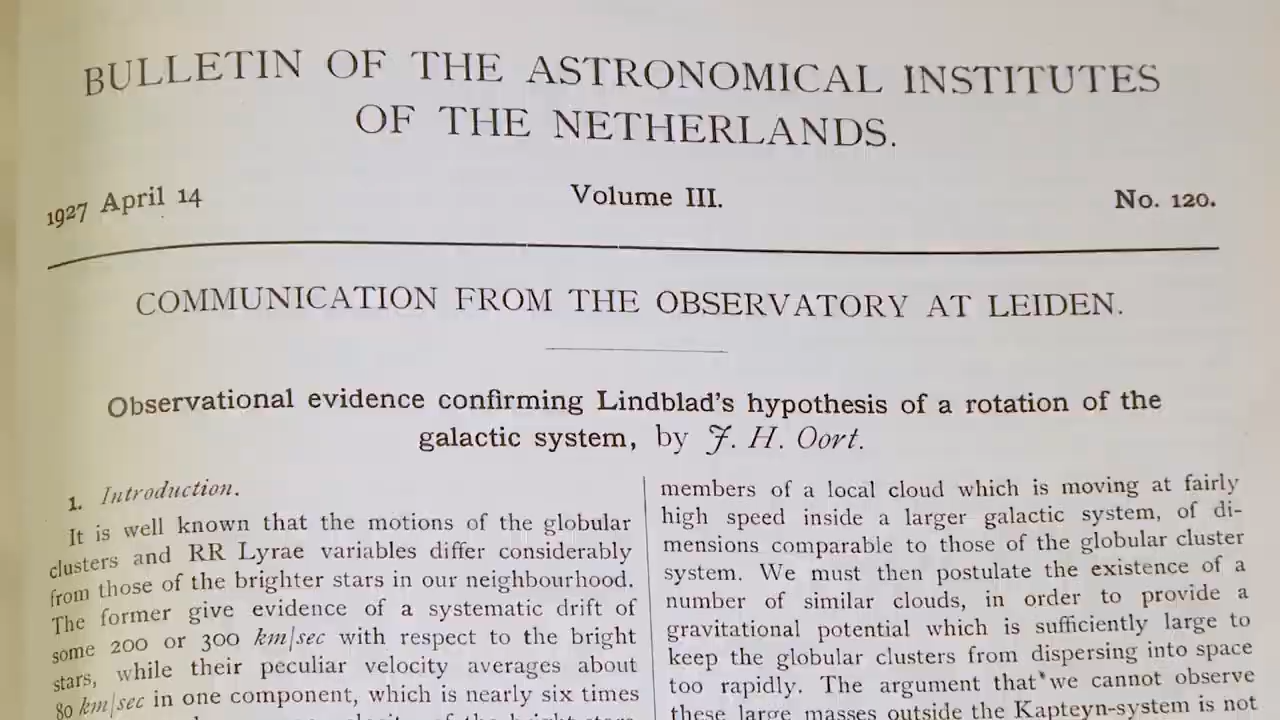 BULLETIN OF THE ASTRONOMICAL INSTITUTES
OF THE NETHERLANDS.
1927 April 14 Volume III. No. 120.
COMMUNICATION FROM THE OBSERVATORY AT LEIDEN.
Observational evidence confirming Lindblad's hypothesis of a rotation of the
galactic system, by J. H. Oort.
1. Introduction.
It is well known that the motions of the globular
clusters and RR Lyrae variables differ considerably
from those of the brighter stars in our neighbourhood.
The former give evidence of a systematic drift of
some 200 or 300 km/sec with respect to the bright
stars, while their peculiar velocity averages about
80 km/sec in one component, which is nearly six times
members of a local cloud which is moving at fairly
high speed inside a larger galactic system, of di-
mensions comparable to those of the globular cluster
system. We must then postulate the existence of a
number of similar clouds, in order to provide a
gravitational potential which is sufficiently large to
keep the globular clusters from dispersing into space
too rapidly. The argument that we cannot observe
these large masses outside the Kapteyn-system is not